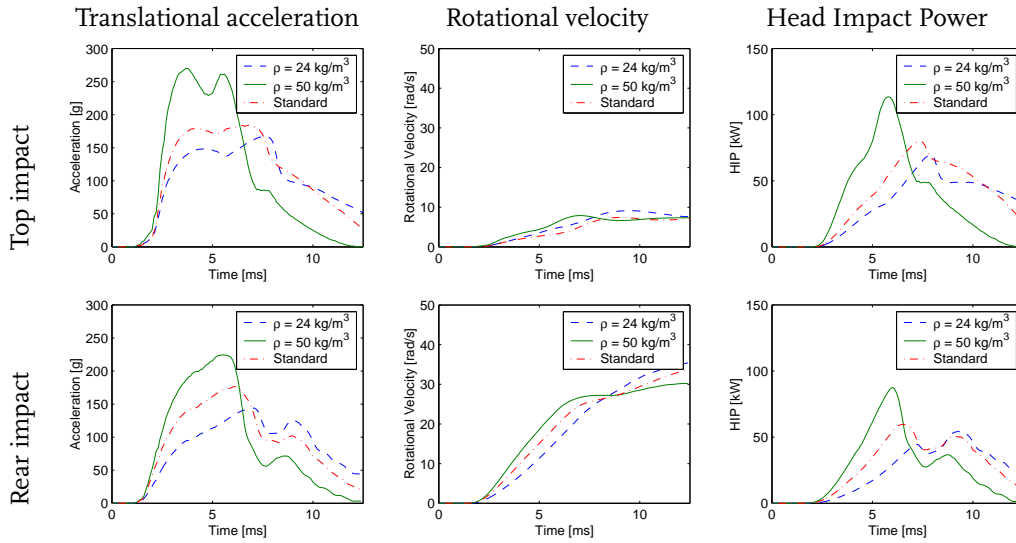 Translational acceleration
Rotational velocity
Head Impact Power
Top impact
300
250
200
150
100
50
0
0 5 10
Acceleration [g]
Time [ms]
ρ = 24 kg/m³
ρ = 50 kg/m³
Standard
50
40
30
20
10
0
0 5 10
Rotational Velocity [rad/s]
Time [ms]
ρ = 24 kg/m³
ρ = 50 kg/m³
Standard
150
100
50
0
0 5 10
HIP [kW]
Time [ms]
ρ = 24 kg/m³
ρ = 50 kg/m³
Standard
Rear impact
300
250
200
150
100
50
0
0 5 10
Acceleration [g]
Time [ms]
ρ = 24 kg/m³
ρ = 50 kg/m³
Standard
50
40
30
20
10
0
0 5 10
Rotational Velocity [rad/s]
Time [ms]
ρ = 24 kg/m³
ρ = 50 kg/m³
Standard
150
100
50
0
0 5 10
HIP [kW]
Time [ms]
ρ = 24 kg/m³
ρ = 50 kg/m³
Standard